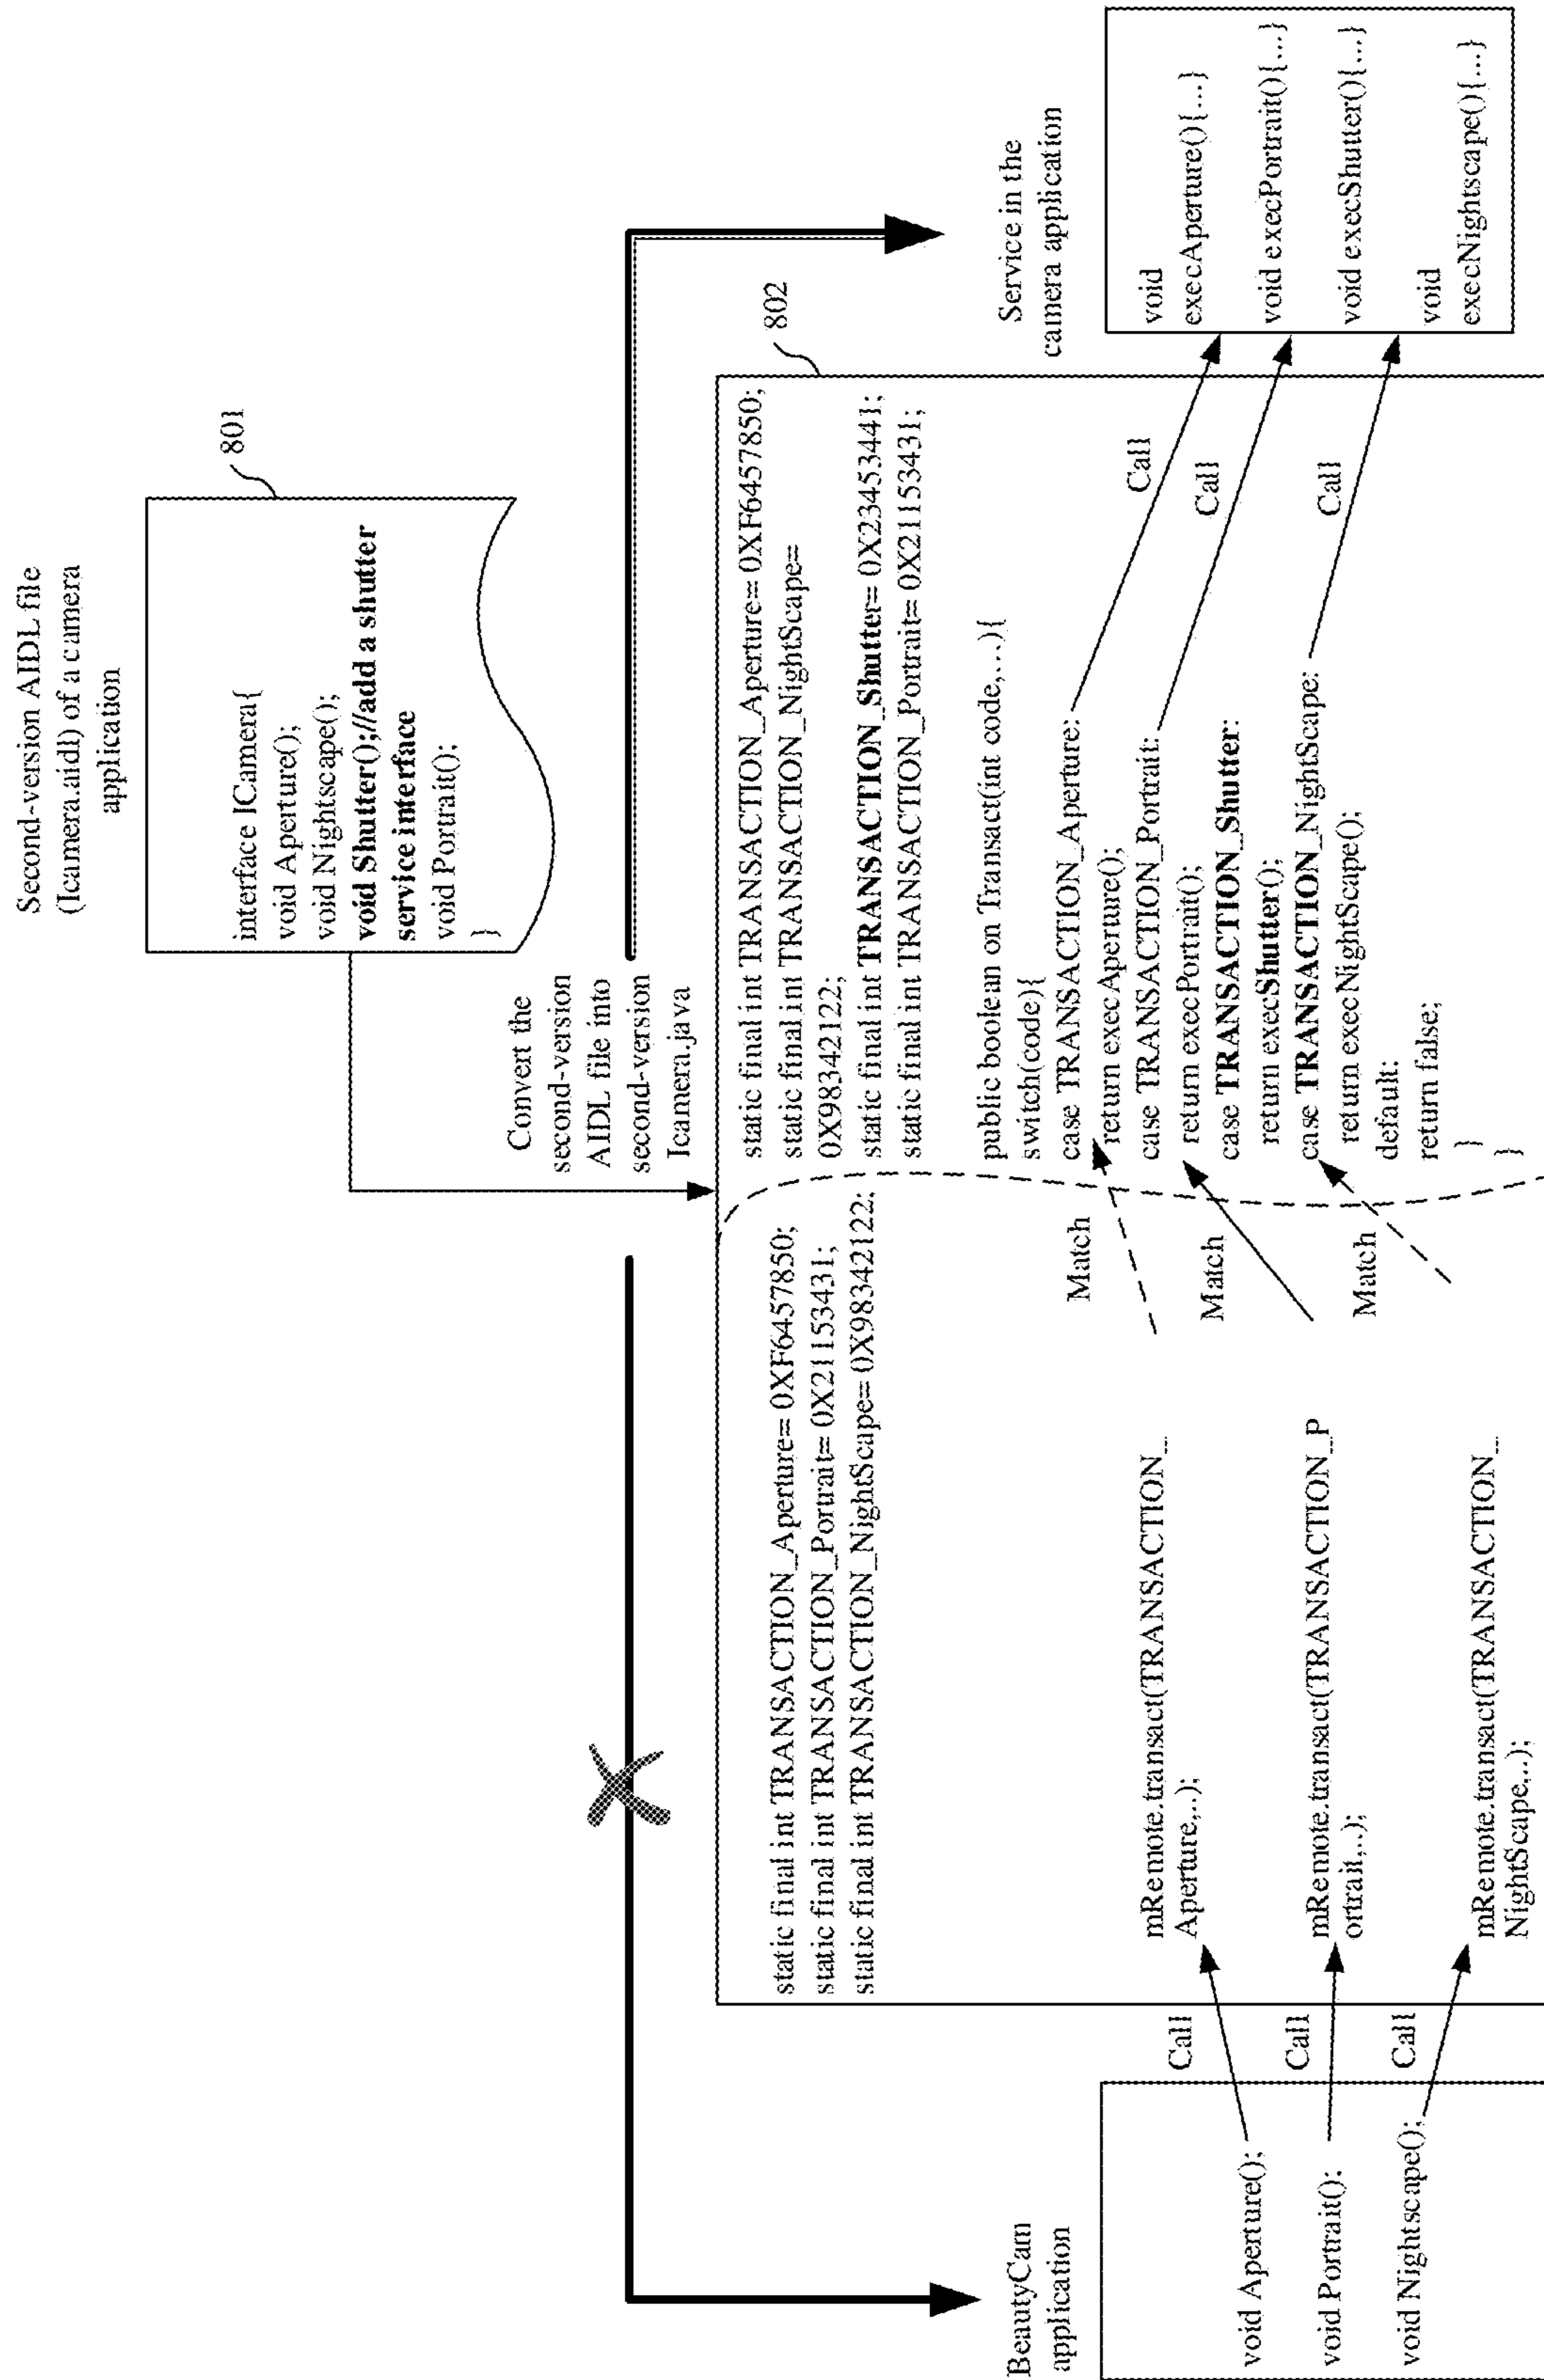 Second-version AIDL file
(Icamera.aidl) of a camera
application
801
interface ICamera{
void Aperture();
void Nightscape();
void Shutter();//add a shutter
service interface
void Portrait();
}
Convert the
second-version
AIDL file into
second-version
Icamera.java
BeautyCam
application
void Aperture();
void Portrait();
void Nightscape();
Call
Call
Call
static final int TRANSACTION_Aperture= 0XF6457850;
static final int TRANSACTION_Portrait= 0X21153431;
static final int TRANSACTION_NightScape= 0X98342122;
mRemote.transact(TRANSACTION_
Aperture,..);
mRemote.transact(TRANSACTION_P
ortrait,..);
mRemote.transact(TRANSACTION_
NightScape,..);
Match
Match
Match
802
static final int TRANSACTION_Aperture= 0XF6457850;
static final int TRANSACTION_NightScape=
0X98342122;
static final int TRANSACTION_Shutter= 0X23453441;
static final int TRANSACTION_Portrait= 0X21153431;
public boolean on Transact(int code,...){
switch(code){
case TRANSACTION_Aperture:
return execAperture();
case TRANSACTION_Portrait:
return execPortrait();
case TRANSACTION_Shutter:
return execShutter();
case TRANSACTION_NightScape:
return execNightScape();
default:
return false;
}
}
Call
Call
Call
Service in the
camera application
void
execAperture(){...}
void execPortrait(){...}
void execShutter(){...}
void
execNightscape(){...}